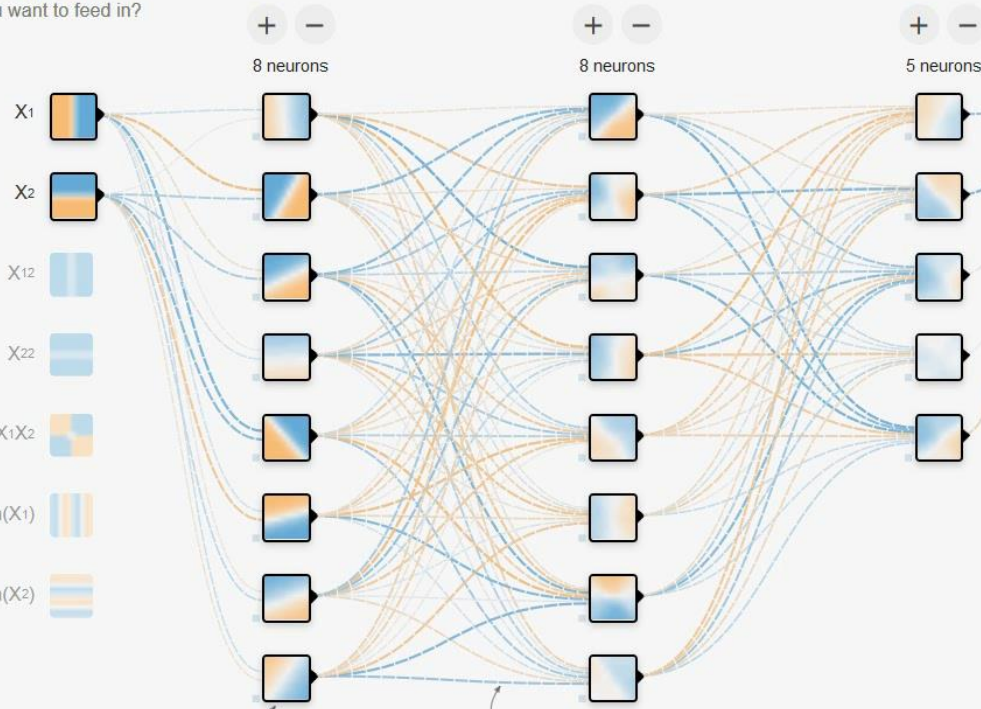 want to feed in?
+ − + − + −
8 neurons 8 neurons 5 neurons
X1
X2
X12
X22
X1X2
(X1)
(X2)